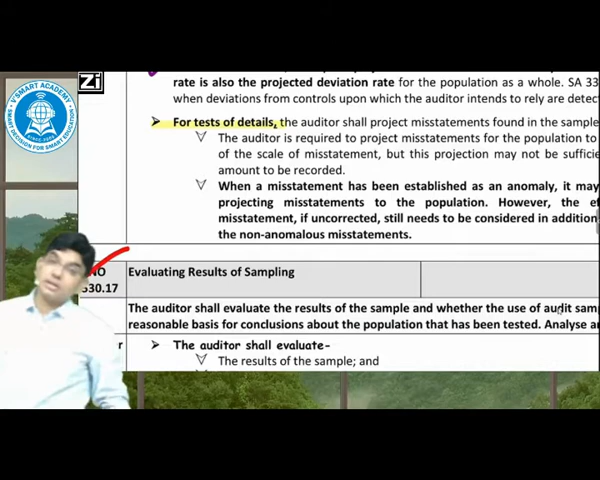 V'SMART ACADEMY
SMART DECISION FOR SMART EDUCATION
Zi
rate is also the projected deviation rate for the population as a whole. SA 33
when deviations from controls upon which the auditor intends to rely are detec
➢ For tests of details, the auditor shall project misstatements found in the sample
The auditor is required to project misstatements for the population to
of the scale of misstatement, but this projection may not be sufficie
amount to be recorded.
When a misstatement has been established as an anomaly, it may
projecting misstatements to the population. However, the ef
misstatement, if uncorrected, still needs to be considered in addition
the non-anomalous misstatements.
NO
530.17
Evaluating Results of Sampling
The auditor shall evaluate the results of the sample and whether the use of audit sam
reasonable basis for conclusions about the population that has been tested. Analyse a
r
➢ The auditor shall evaluate-
The results of the sample; and